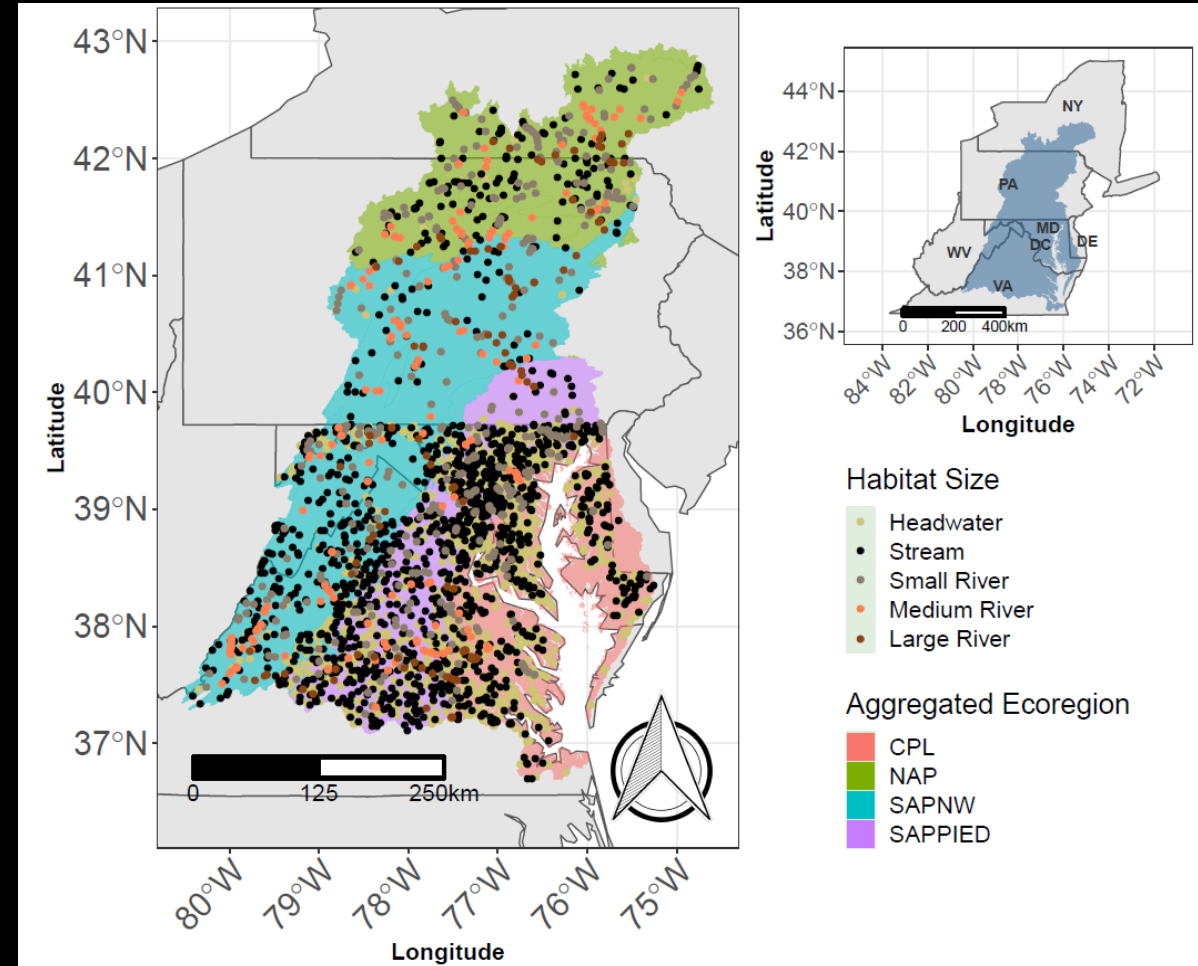 43°N
42°N
41°N
40°N
39°N
38°N
37°N
Latitude
0 125 250km
80°W 79°W 78°W 77°W 76°W 75°W
Longitude
44°N
42°N
40°N
38°N
36°N
Latitude
NY
PA
MD
DE
DC
WV
VA
0 200 400km
84°W 82°W 80°W 78°W 76°W 74°W 72°W
Longitude
Habitat Size
Headwater
Stream
Small River
Medium River
Large River
Aggregated Ecoregion
CPL
NAP
SAPNW
SAPPIED